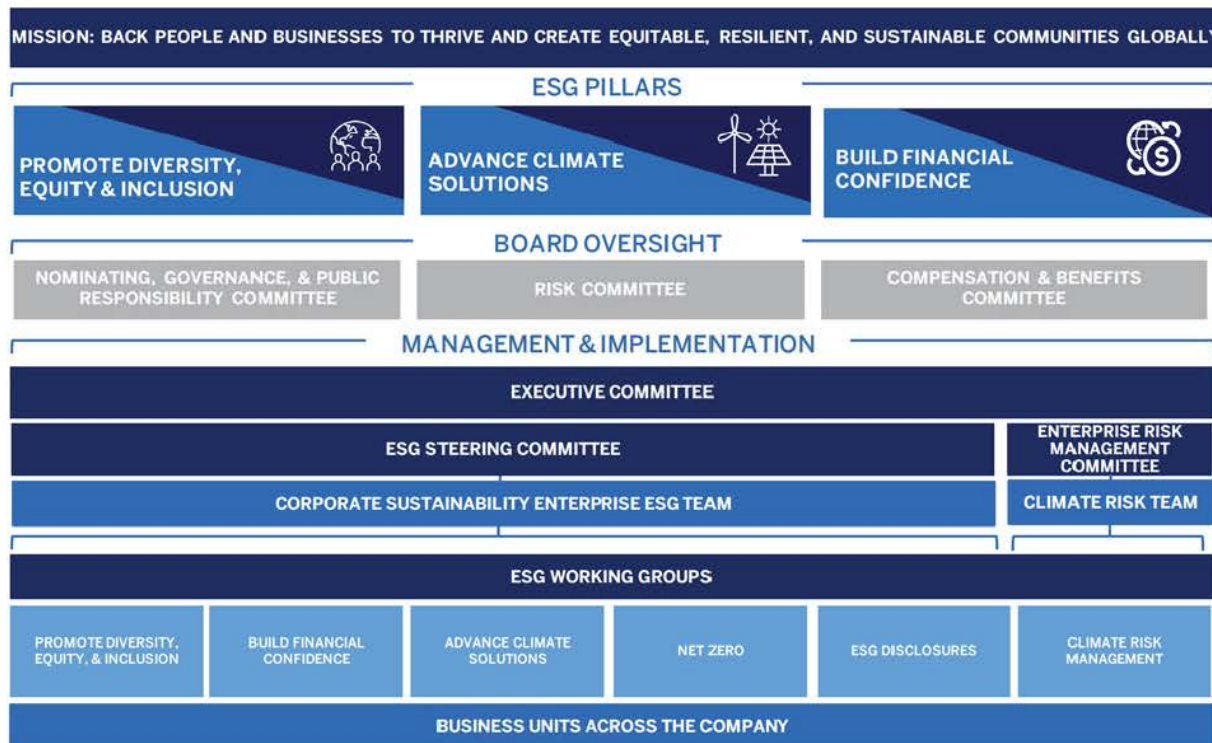 MISSION: BACK PEOPLE AND BUSINESSES TO THRIVE AND CREATE EQUITABLE, RESILIENT, AND SUSTAINABLE COMMUNITIES GLOBALLY
ESG PILLARS
PROMOTE DIVERSITY,
EQUITY & INCLUSION
ADVANCE CLIMATE
SOLUTIONS
BUILD FINANCIAL
CONFIDENCE
$
BOARD OVERSIGHT
NOMINATING, GOVERNANCE, & PUBLIC
RESPONSIBILITY COMMITTEE
RISK COMMITTEE
COMPENSATION & BENEFITS
COMMITTEE
MANAGEMENT & IMPLEMENTATION
EXECUTIVE COMMITTEE
ESG STEERING COMMITTEE
ENTERPRISE RISK
MANAGEMENT
COMMITTEE
CORPORATE SUSTAINABILITY ENTERPRISE ESG TEAM
CLIMATE RISK TEAM
ESG WORKING GROUPS
PROMOTE DIVERSITY,
EQUITY, & INCLUSION
BUILD FINANCIAL
CONFIDENCE
ADVANCE CLIMATE
SOLUTIONS
NET ZERO
ESG DISCLOSURES
CLIMATE RISK
MANAGEMENT
BUSINESS UNITS ACROSS THE COMPANY